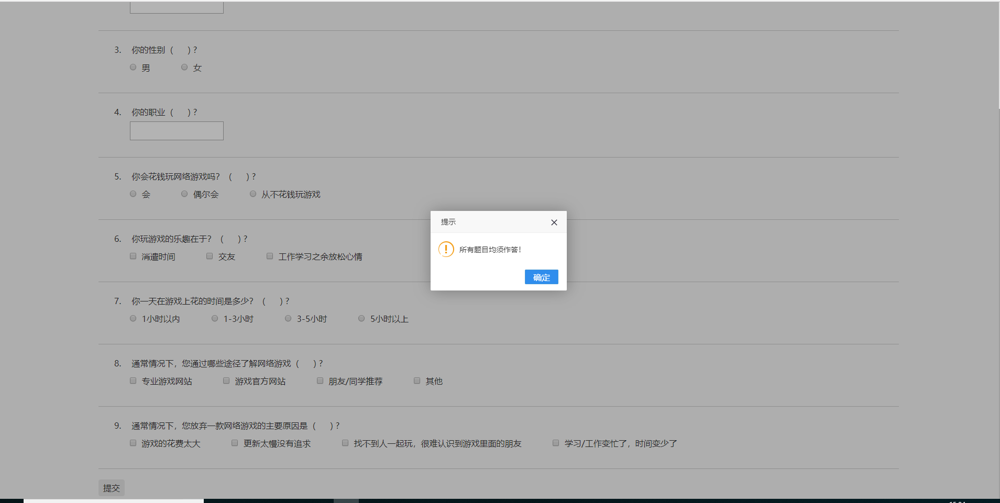 3. 你的性别（ ）?
男 女
4. 你的职业（ ）?
5. 你会花钱玩网络游戏吗？（ ）?
会 偶尔会 从不花钱玩游戏
提示
6. 你玩游戏的乐趣在于？（ ）?
消遣时间 交友 工作学习之余放松心情
所有题目均须作答!
确定
7. 你一天在游戏上花的时间是多少？（ ）?
1小时以内 1-3小时 3-5小时 5小时以上
8. 通常情况下，您通过哪些途径了解网络游戏（ ）?
专业游戏网站 游戏官方网站 朋友/同学推荐 其他
9. 通常情况下，您放弃一款网络游戏的主要原因是（ ）?
游戏的花费太大 更新太慢没有追求 找不到人一起玩，很难认识到游戏里面的朋友 学习/工作变忙了，时间变少了
提交